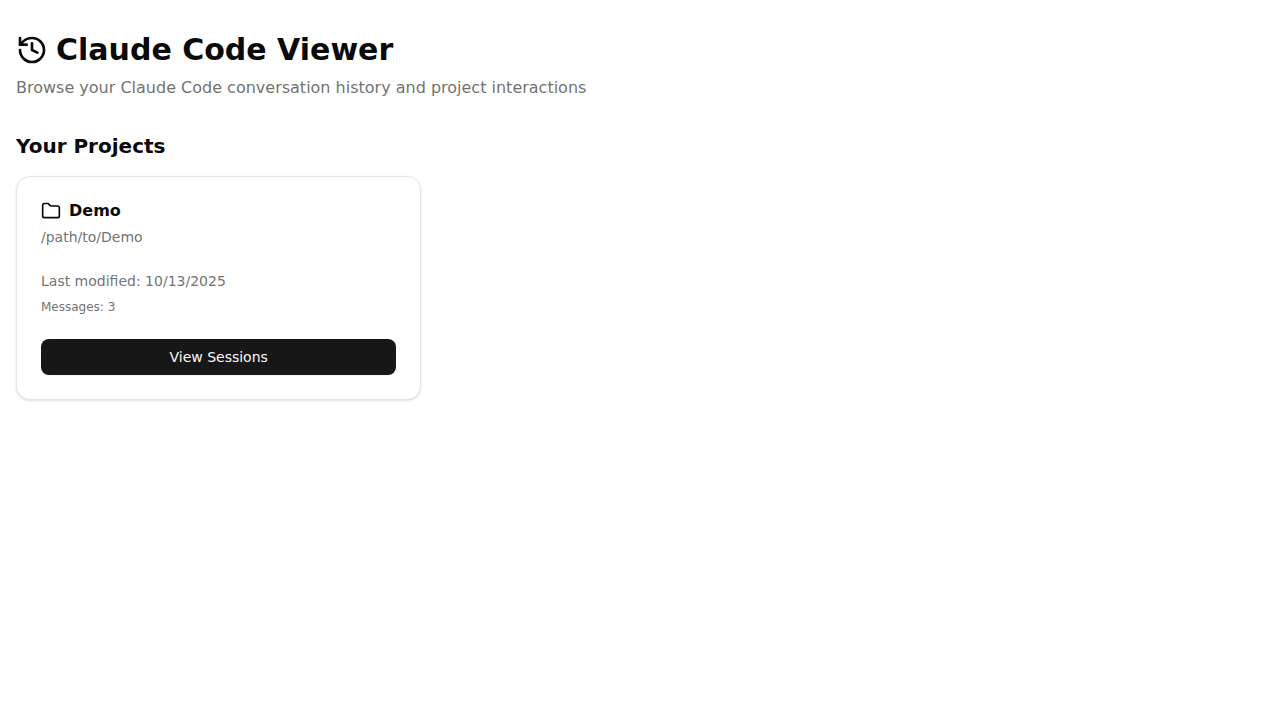 Claude Code Viewer
Browse your Claude Code conversation history and project interactions
Your Projects
Demo
/path/to/Demo
Last modified: 10/13/2025
Messages: 3
View Sessions